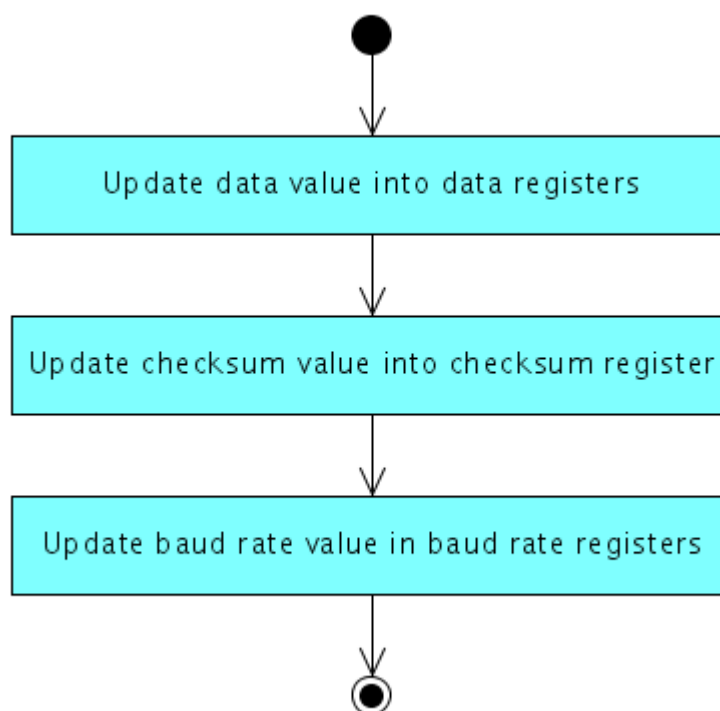 Update data value into data registers
Update checksum value into checksum register
Update baud rate value in baud rate registers